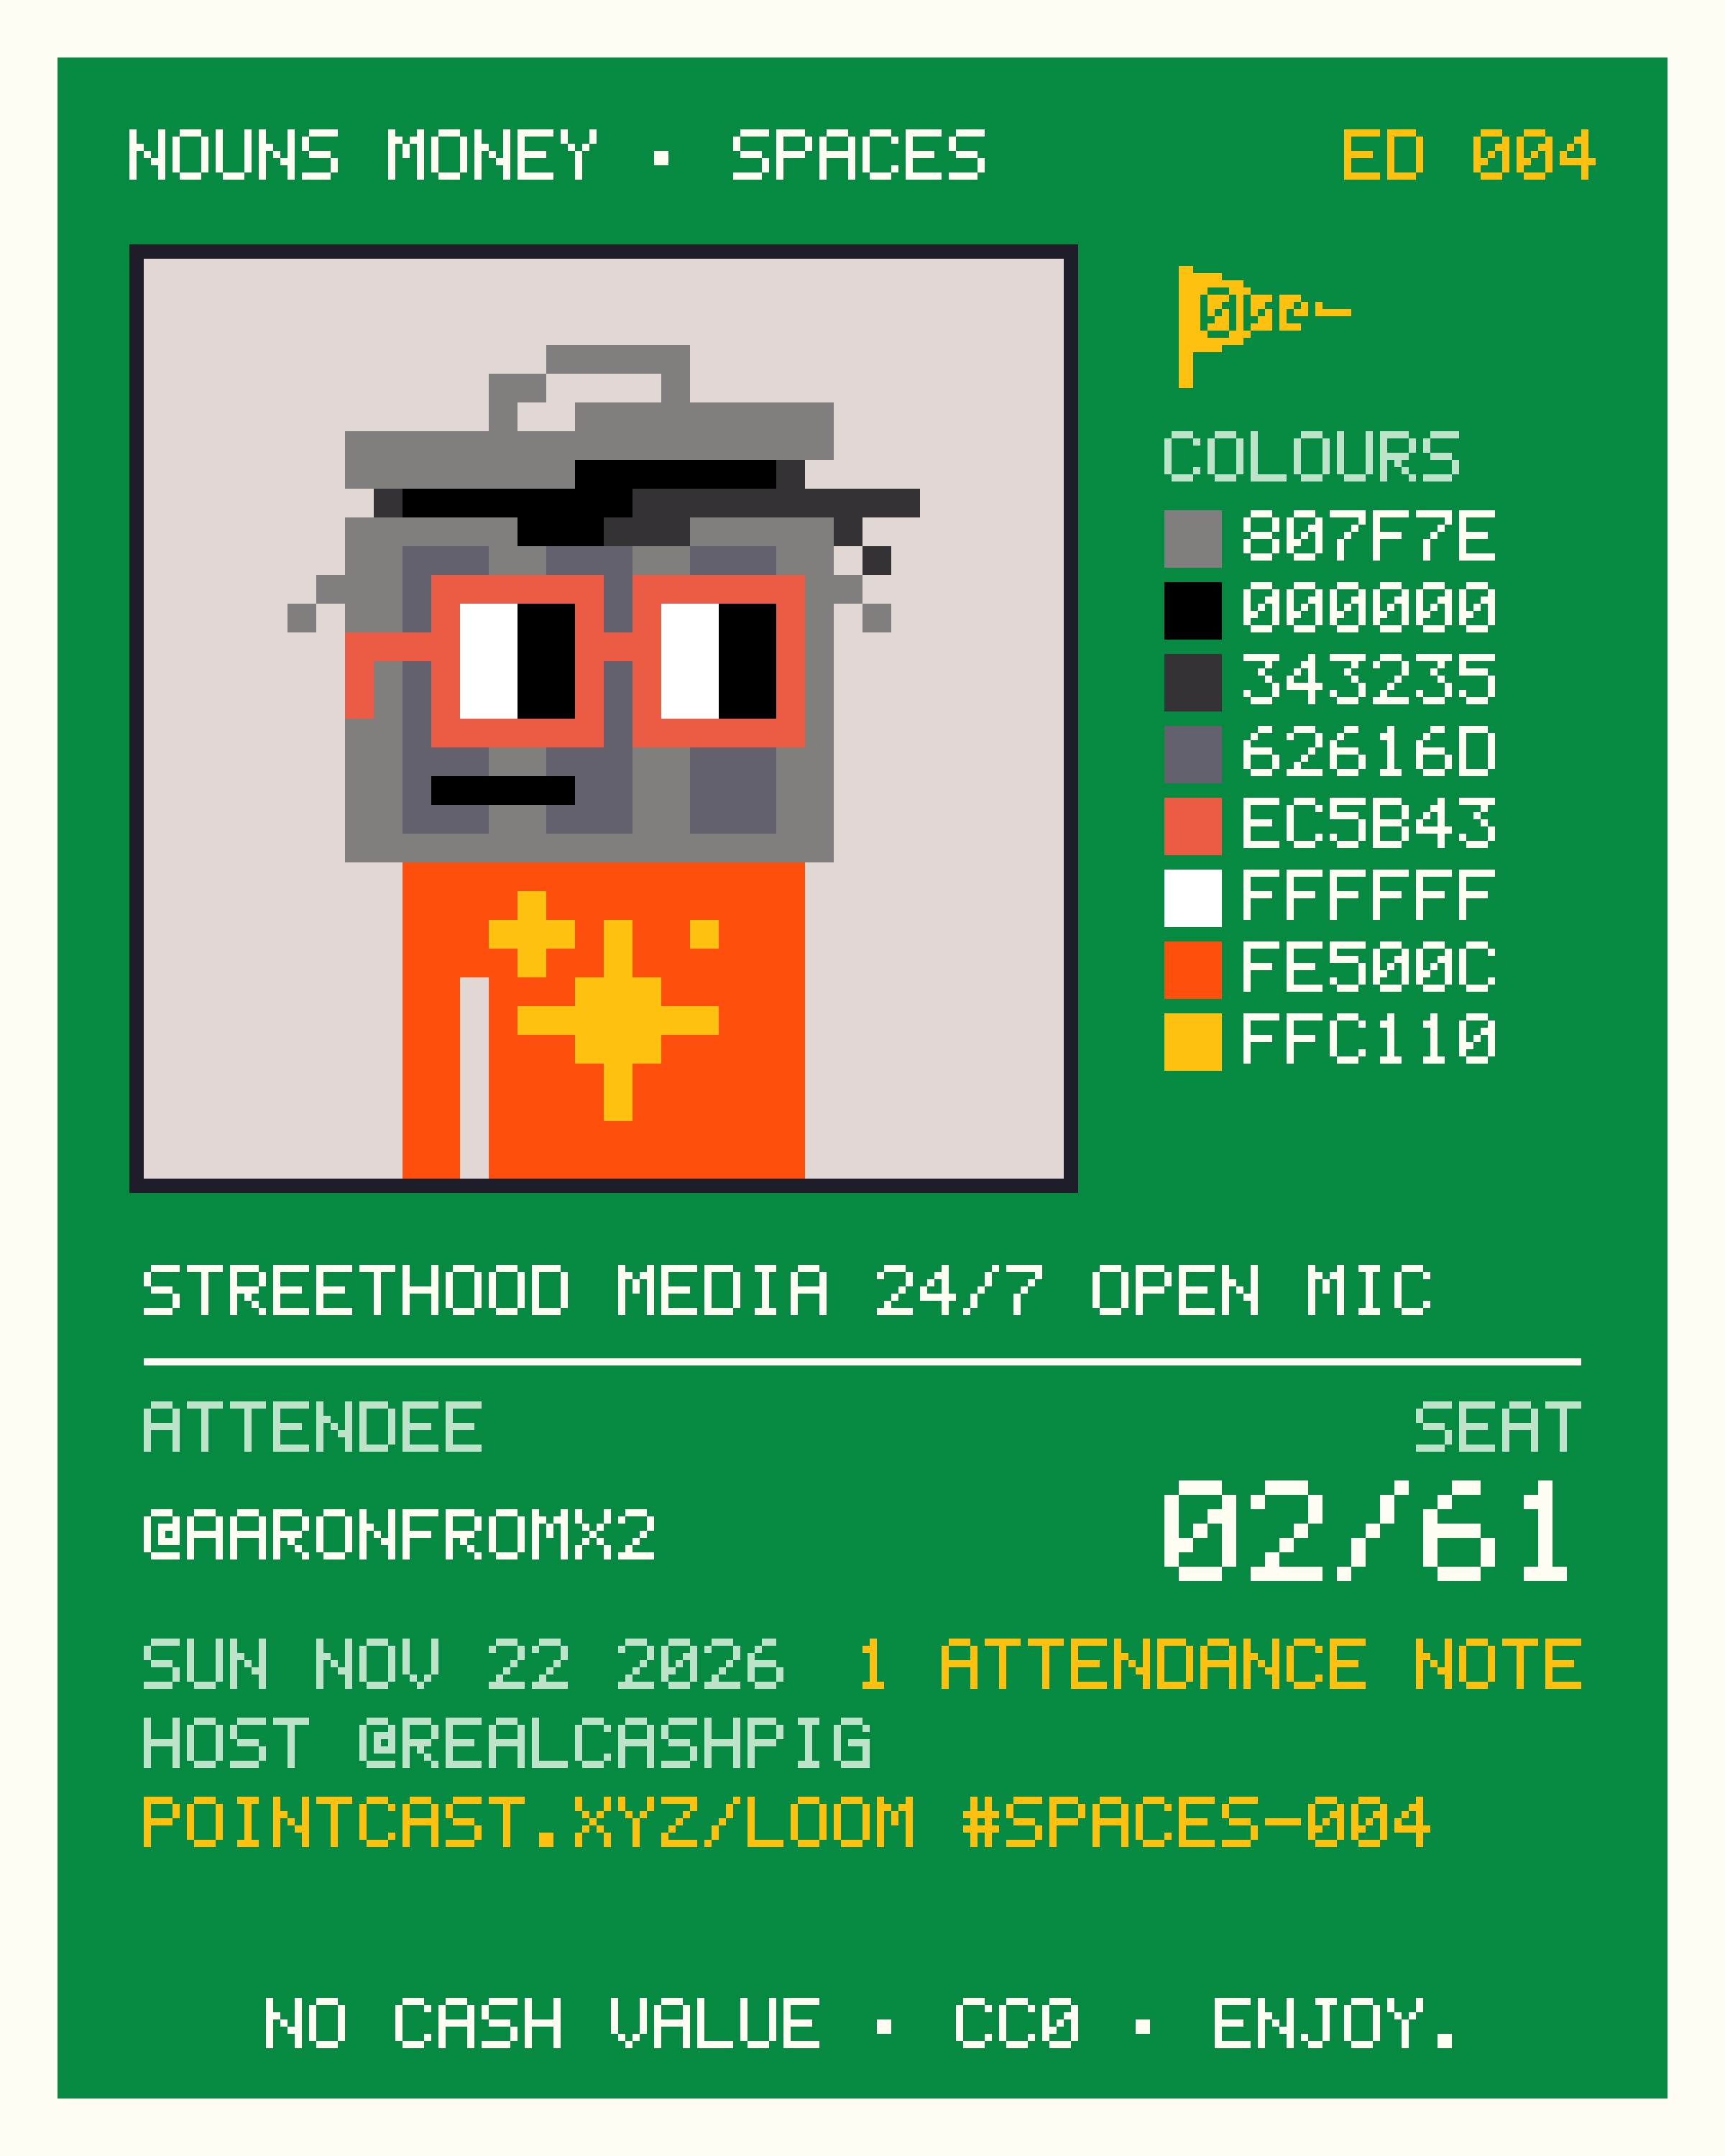 NOUNS MONEY · SPACES
ED 004
COLOURS
807F7E
000000
343235
62616D
EC5B43
FFFFFF
FE500C
FFC110
STREETHOOD MEDIA 24/7 OPEN MIC
ATTENDEE
SEAT
@AARONFROMX2
02/61
SUN NOV 22 2026
1 ATTENDANCE NOTE
HOST @REALCASHPIG
POINTCAST.XYZ/LOOM #SPACES-004
NO CASH VALUE · CC0 · ENJOY.